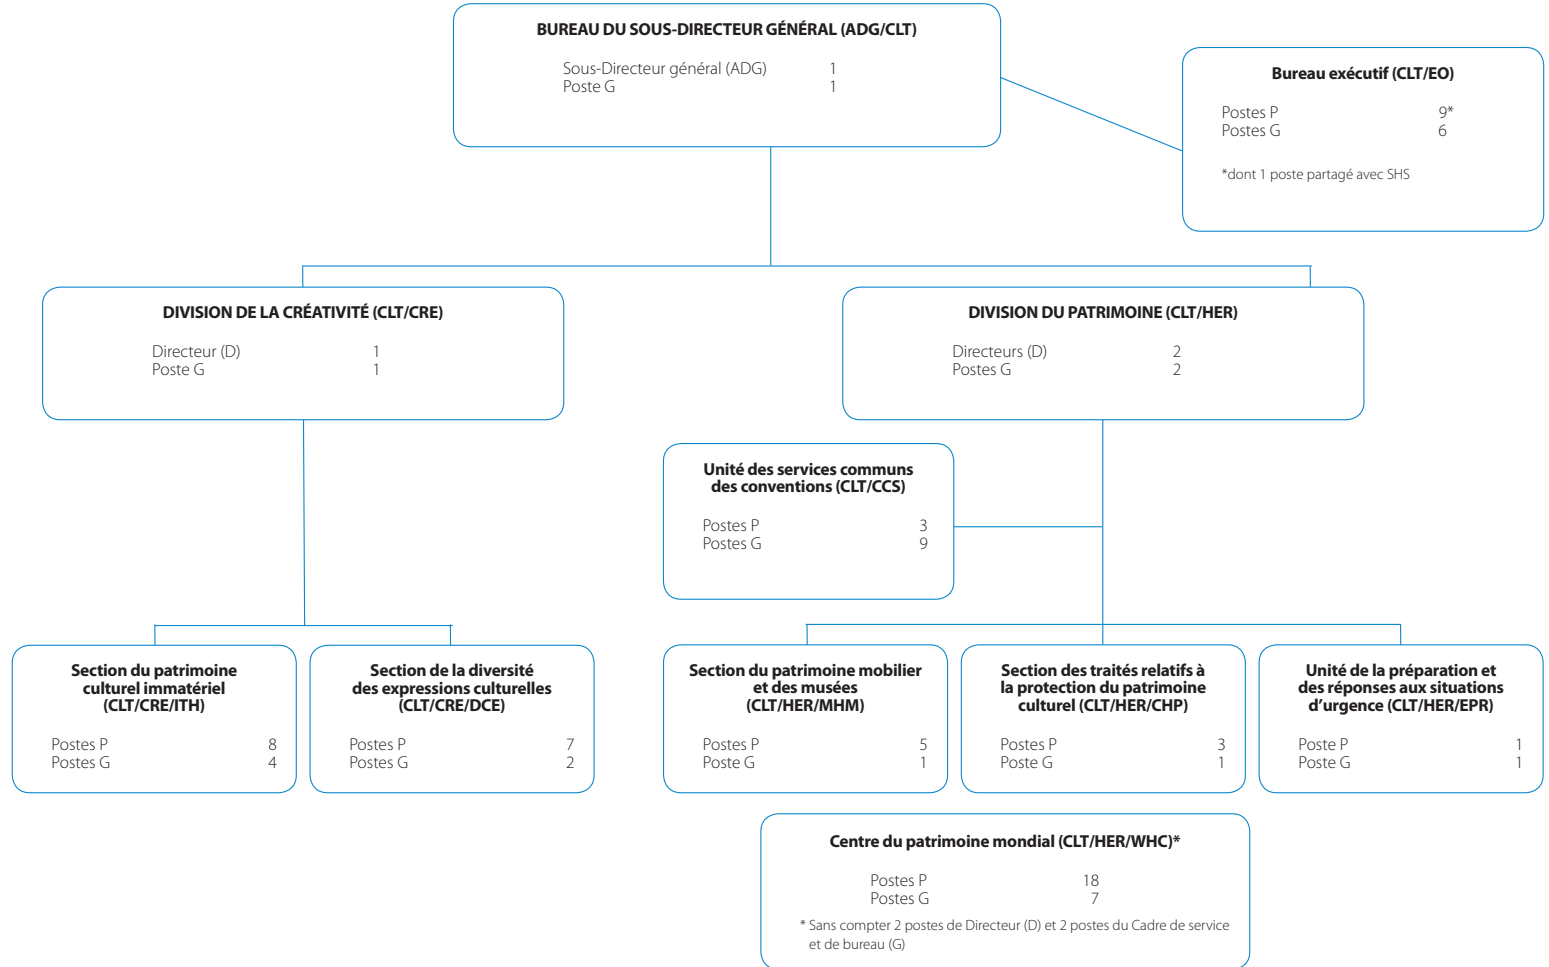 BUREAU DU SOUS-DIRECTEUR GÉNÉRAL (ADG/CLT)
Sous-Directeur général (ADG) 1
Poste G 1
Bureau exécutif (CLT/EO)
Postes P 9*
Postes G 6
*dont 1 poste partagé avec SHS
DIVISION DE LA CRÉATIVITÉ (CLT/CRE)
Directeur (D) 1
Poste G 1
DIVISION DU PATRIMOINE (CLT/HER)
Directeurs (D) 2
Postes G 2
Unité des services communs
des conventions (CLT/CCS)
Postes P 3
Postes G 9
Section du patrimoine
culturel immatériel
(CLT/CRE/ITH)
Postes P 8
Postes G 4
Section de la diversité
des expressions culturelles
(CLT/CRE/DCE)
Postes P 7
Postes G 2
Section du patrimoine mobilier
et des musées
(CLT/HER/MHM)
Postes P 5
Poste G 1
Section des traités relatifs à
la protection du patrimoine
culturel (CLT/HER/CHP)
Postes P 3
Poste G 1
Unité de la préparation et
des réponses aux situations
d’urgence (CLT/HER/EPR)
Poste P 1
Poste G 1
Centre du patrimoine mondial (CLT/HER/WHC)*
Postes P 18
Postes G 7
* Sans compter 2 postes de Directeur (D) et 2 postes du Cadre de service
et de bureau (G)